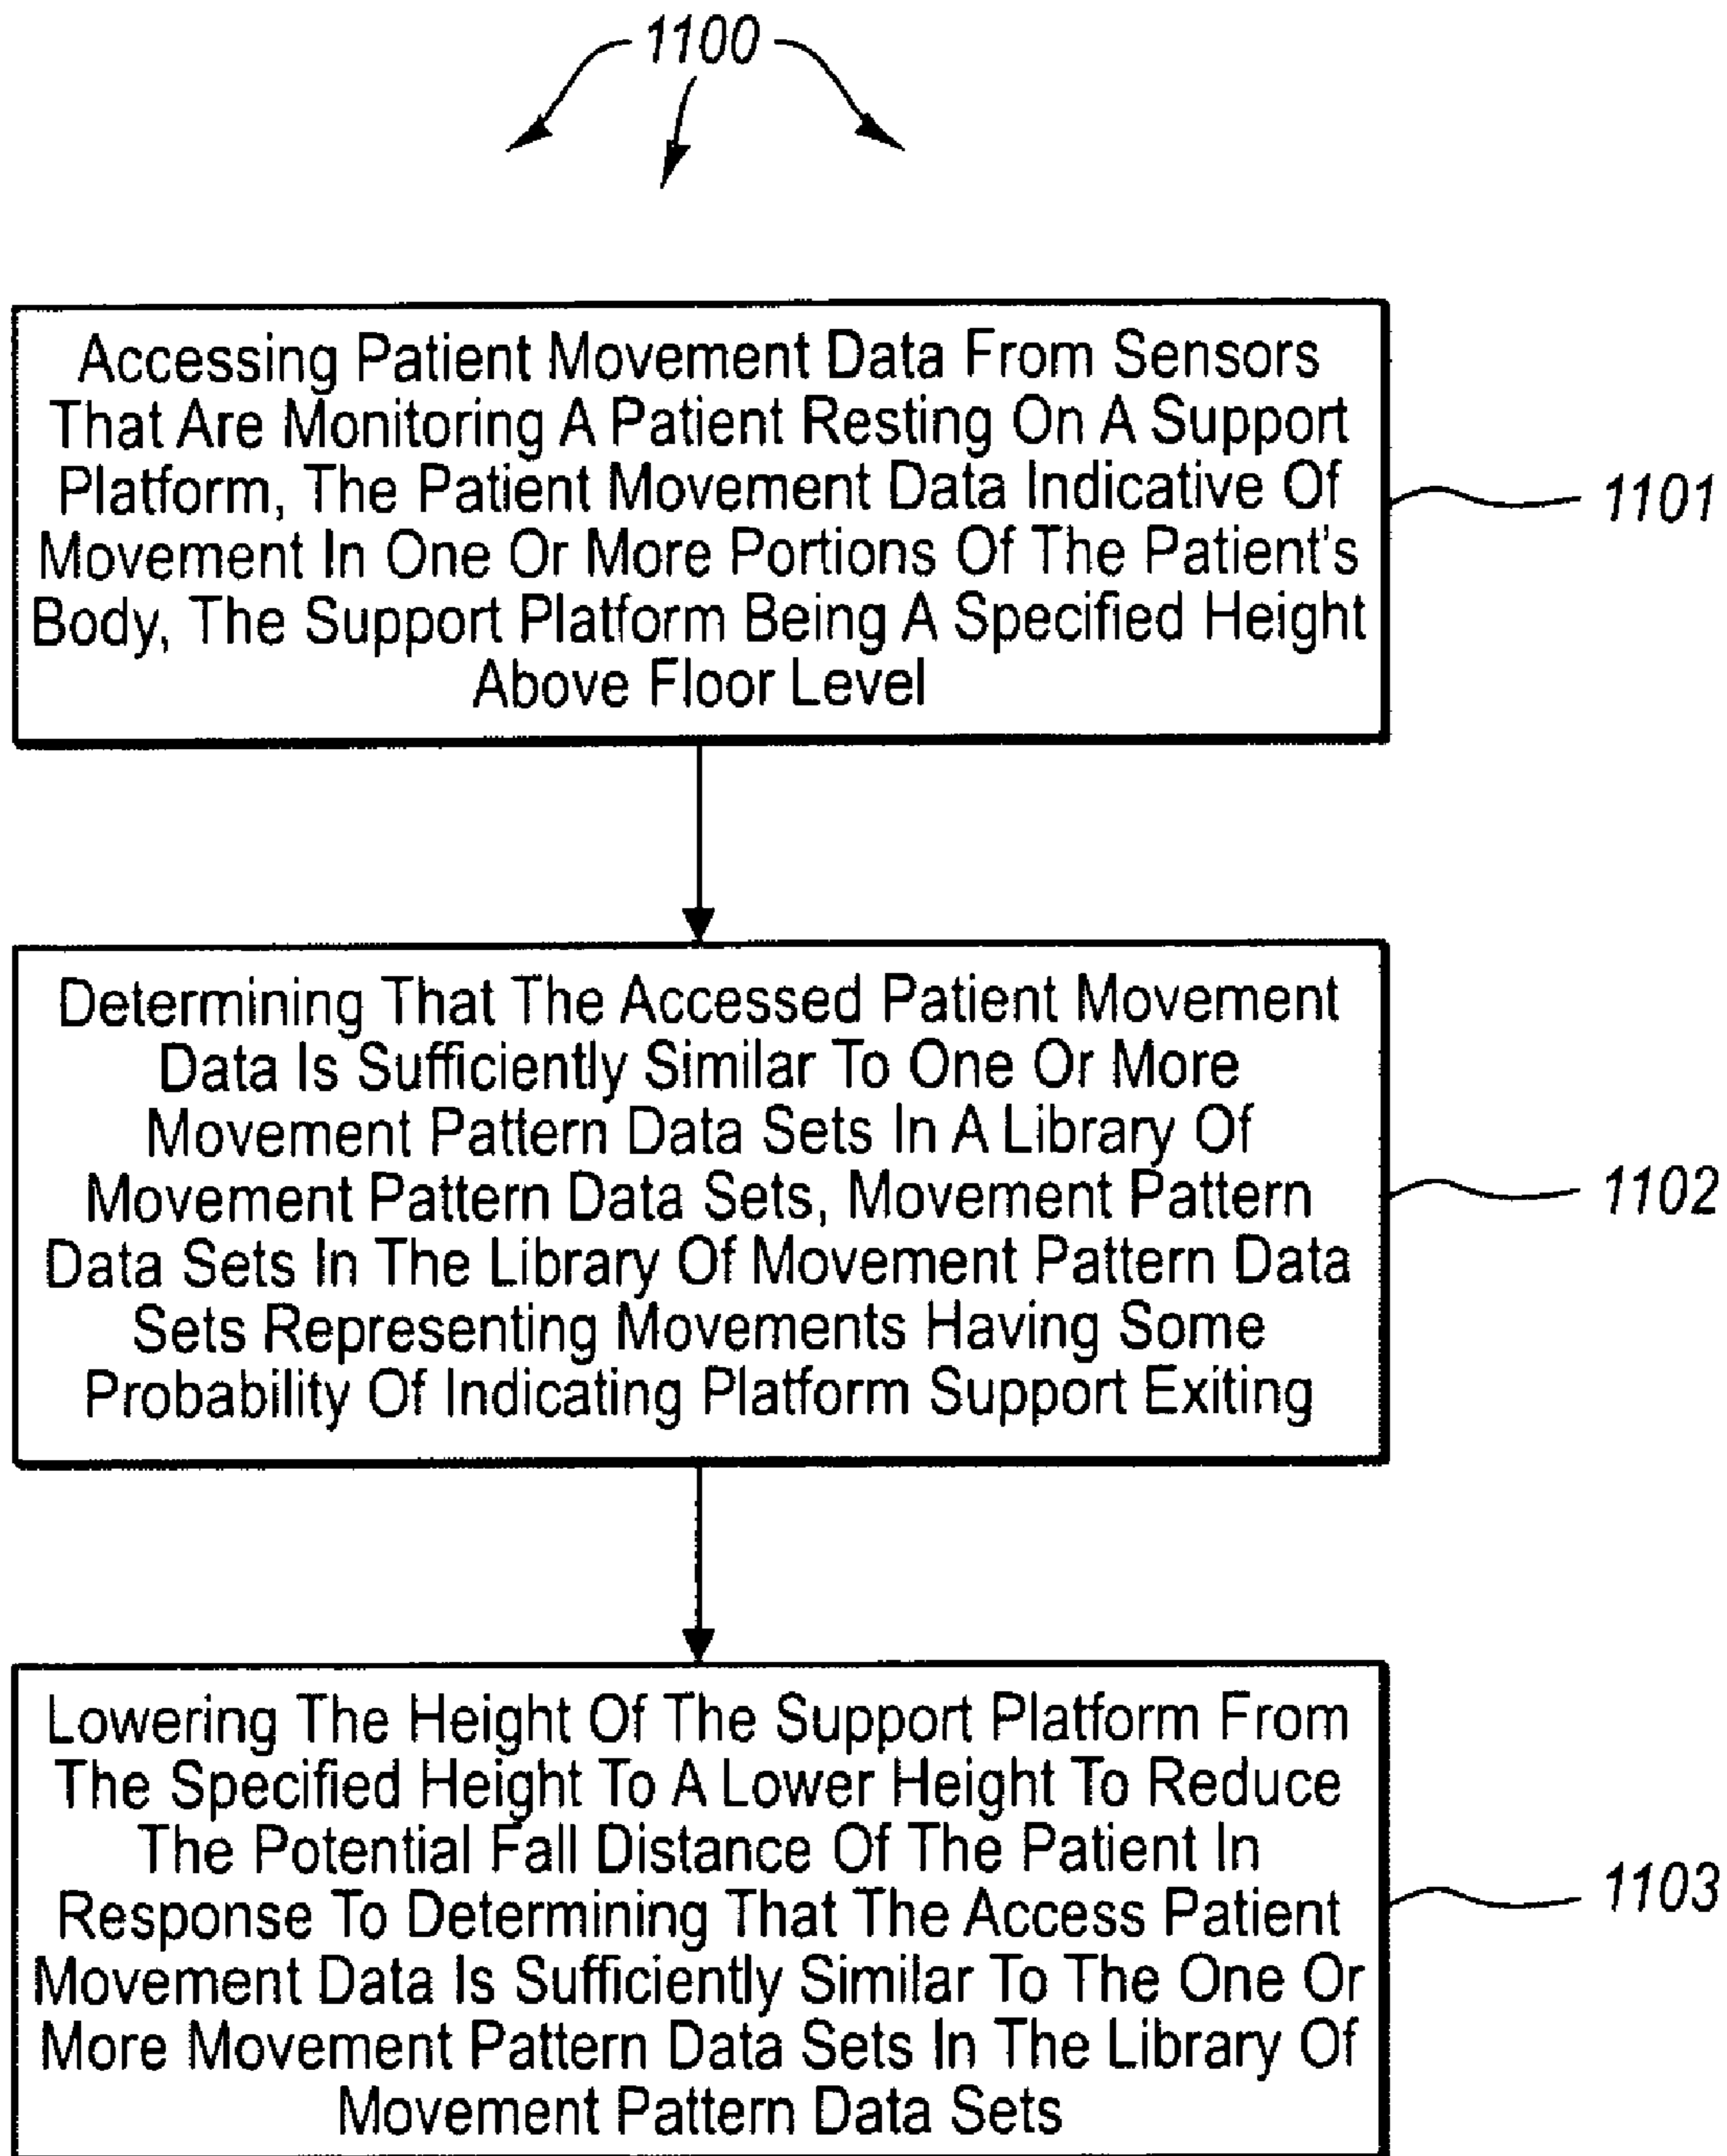 1100
Accessing Patient Movement Data From Sensors
That Are Monitoring A Patient Resting On A Support
Platform, The Patient Movement Data Indicative Of
Movement In One Or More Portions Of The Patient's
Body, The Support Platform Being A Specified Height
Above Floor Level
1101
Determining That The Accessed Patient Movement
Data Is Sufficiently Similar To One Or More
Movement Pattern Data Sets In A Library Of
Movement Pattern Data Sets, Movement Pattern
Data Sets In The Library Of Movement Pattern Data
Sets Representing Movements Having Some
Probability Of Indicating Platform Support Exiting
1102
Lowering The Height Of The Support Platform From
The Specified Height To A Lower Height To Reduce
The Potential Fall Distance Of The Patient In
Response To Determining That The Access Patient
Movement Data Is Sufficiently Similar To The One Or
More Movement Pattern Data Sets In The Library Of
Movement Pattern Data Sets
1103